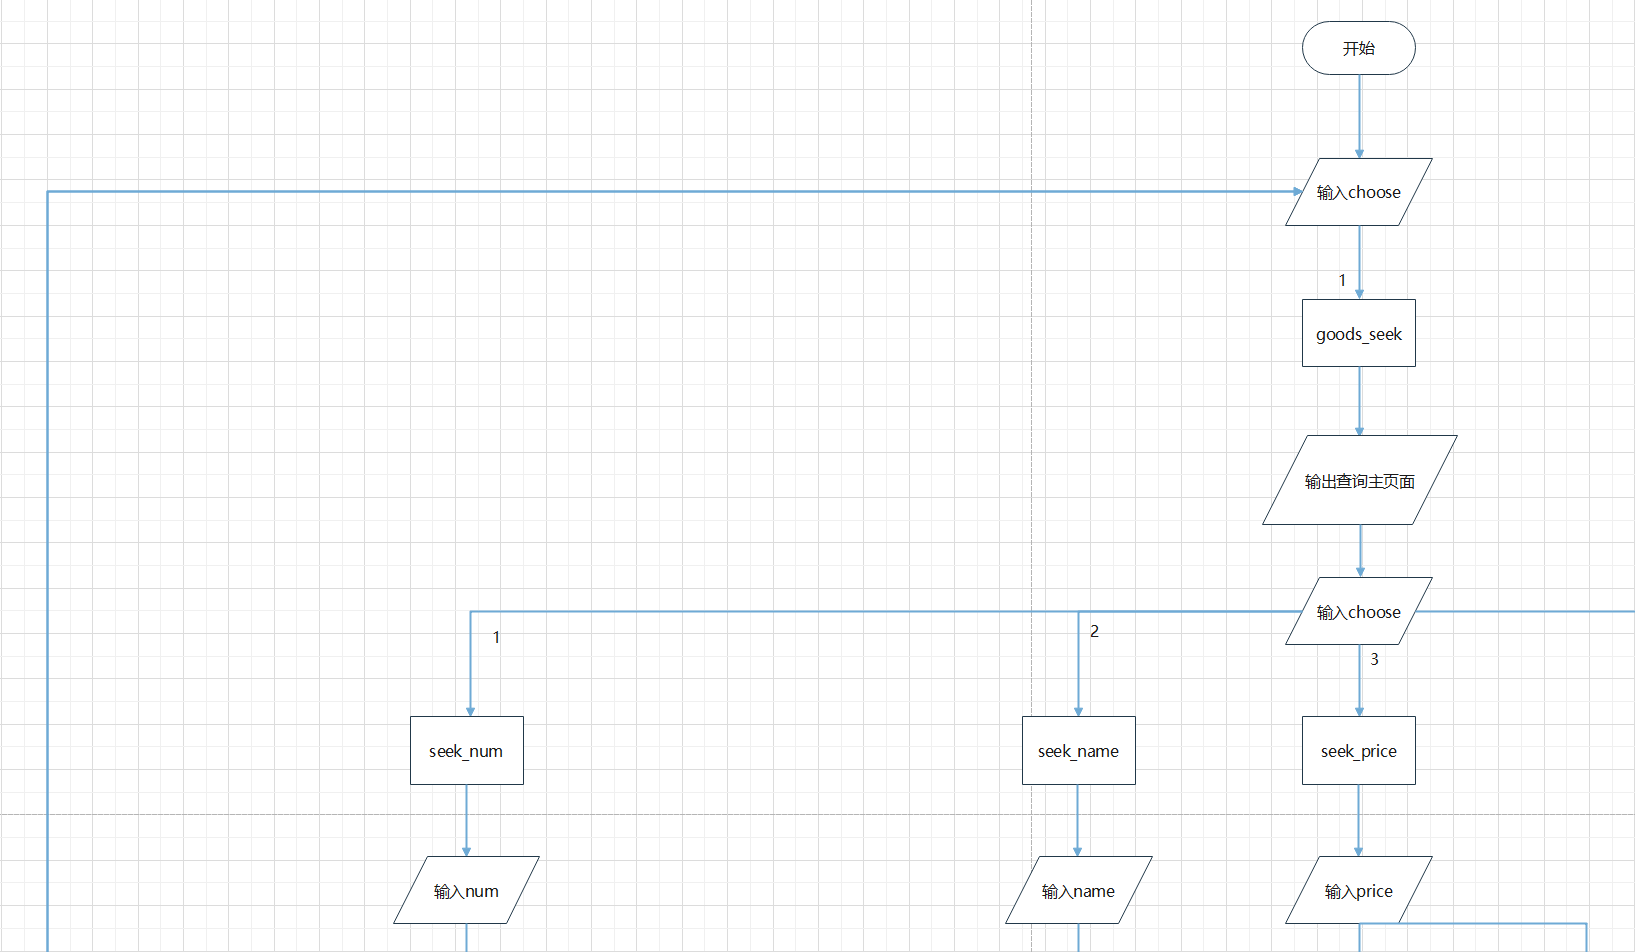 开始
输入choose
1
goods_seek
输出查询主页面
输入choose
1
2
3
seek_num
seek_name
seek_price
输入num
输入name
输入price